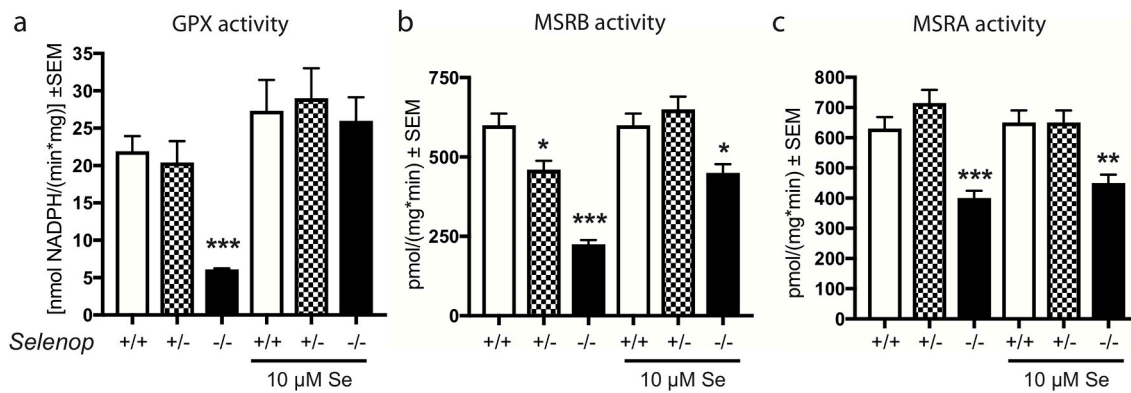 a GPX activity
[nmol NADPH/(min*mg)] ±SEM
35
30
25
20
15
10
5
0
***
Selenop +/+ +/- -/- +/+ +/- -/-
10 µM Se
b MSRB activity
pmol/(mg*min) ± SEM
750
500
250
0
*
***
*
+/+ +/- -/- +/+ +/- -/-
10 µM Se
c MSRA activity
pmol/(mg*min) ± SEM
800
700
600
500
400
300
200
100
0
***
**
+/+ +/- -/- +/+ +/- -/-
10 µM Se